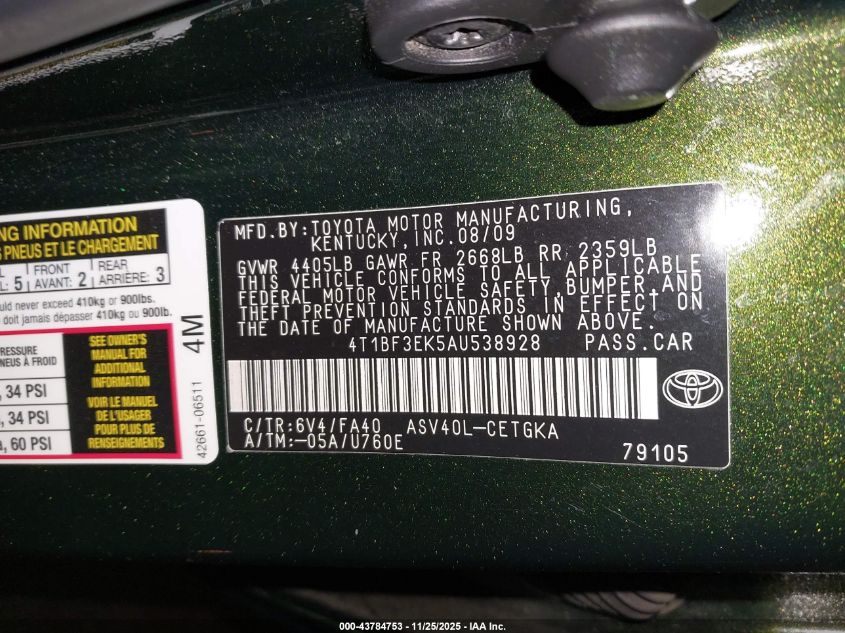 NG INFORMATION
S PNEUS ET LE CHARGEMENT
L
L: 5
FRONT
AVANT: 2
REAR
ARRIÈRE: 3
ould never exceed 410kg or 900lbs.
doit jamais dépasser 410kg ou 900lb.
RESSURE
NEUS À FROID
, 34 PSI
, 34 PSI
a, 60 PSI
SEE OWNER'S
MANUAL FOR
MORE
INFORMATION
VOIR LE MANUEL
DE L'USAGER
POUR PLUS DE
RENSEIGNEMENTS
4M
42661-06511
MFD.BY: TOYOTA MOTOR MANUFACTURING,
KENTUCKY, INC. 08/09
GVWR 4405LB GAWR FR 2668LB RR 2359LB
THIS VEHICLE CONFORMS TO ALL APPLICABLE
FEDERAL MOTOR VEHICLE SAFETY, BUMPER, AND
THEFT PREVENTION STANDARDS IN EFFECT ON
THE DATE OF MANUFACTURE SHOWN ABOVE.
4T1BF3EK5AU538928 PASS.CAR
C/TR: 6V4/FA40 ASV40L-CETGKA
A/TM: -05A/U760E
79105
000-43784753 - 11/25/2025 - IAA Inc.